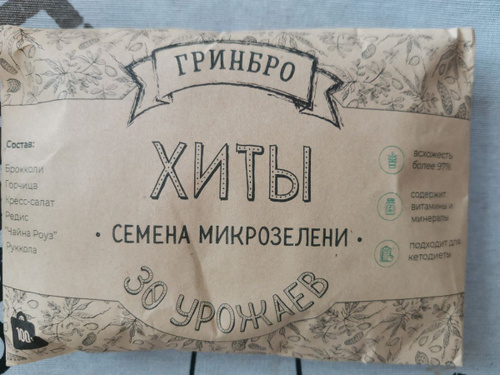 ГРИНБРО
ХИТЫ
• СЕМЕНА МИКРОЗЕЛЕНИ •
30 УРОЖАЕВ
Состав:
Брокколи
Горчица
Кресс-салат
Редис
"Чайна Роуз"
Руккола
всхожесть
более 97%
содержит
витамины и
минералы
подходит для
кетодиеты